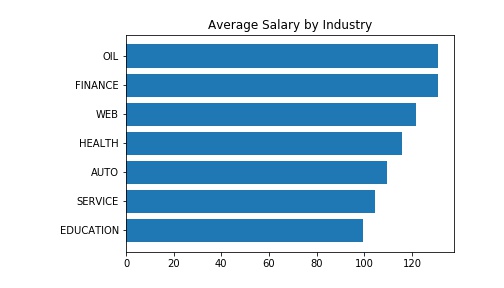 Average Salary by Industry
OIL
FINANCE
WEB
HEALTH
AUTO
SERVICE
EDUCATION
0 20 40 60 80 100 120